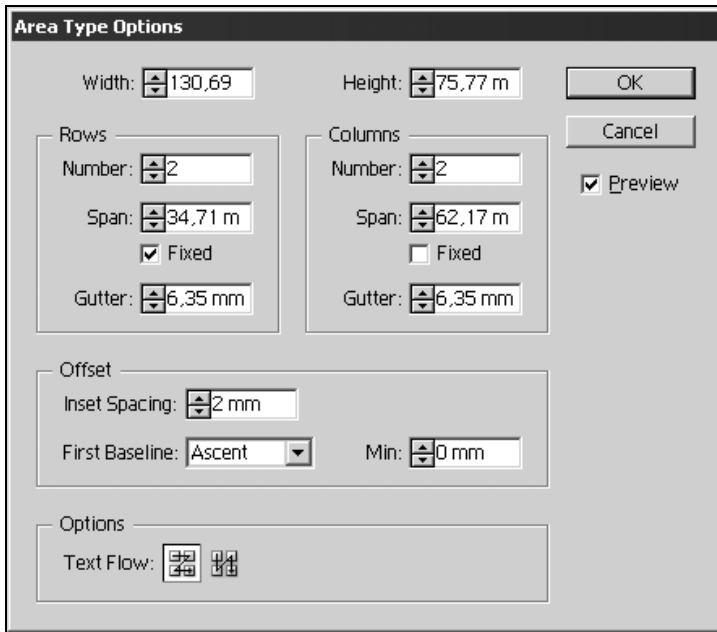 Area Type Options
Width: 130,69 Height: 75,77 m OK
Rows Columns Cancel
Number: 2 Number: 2 Preview
Span: 34,71 m Span: 62,17 m
Fixed Fixed
Gutter: 6,35 mm Gutter: 6,35 mm
Offset
Inset Spacing: 2 mm
First Baseline: Ascent Min: 0 mm
Options
Text Flow: